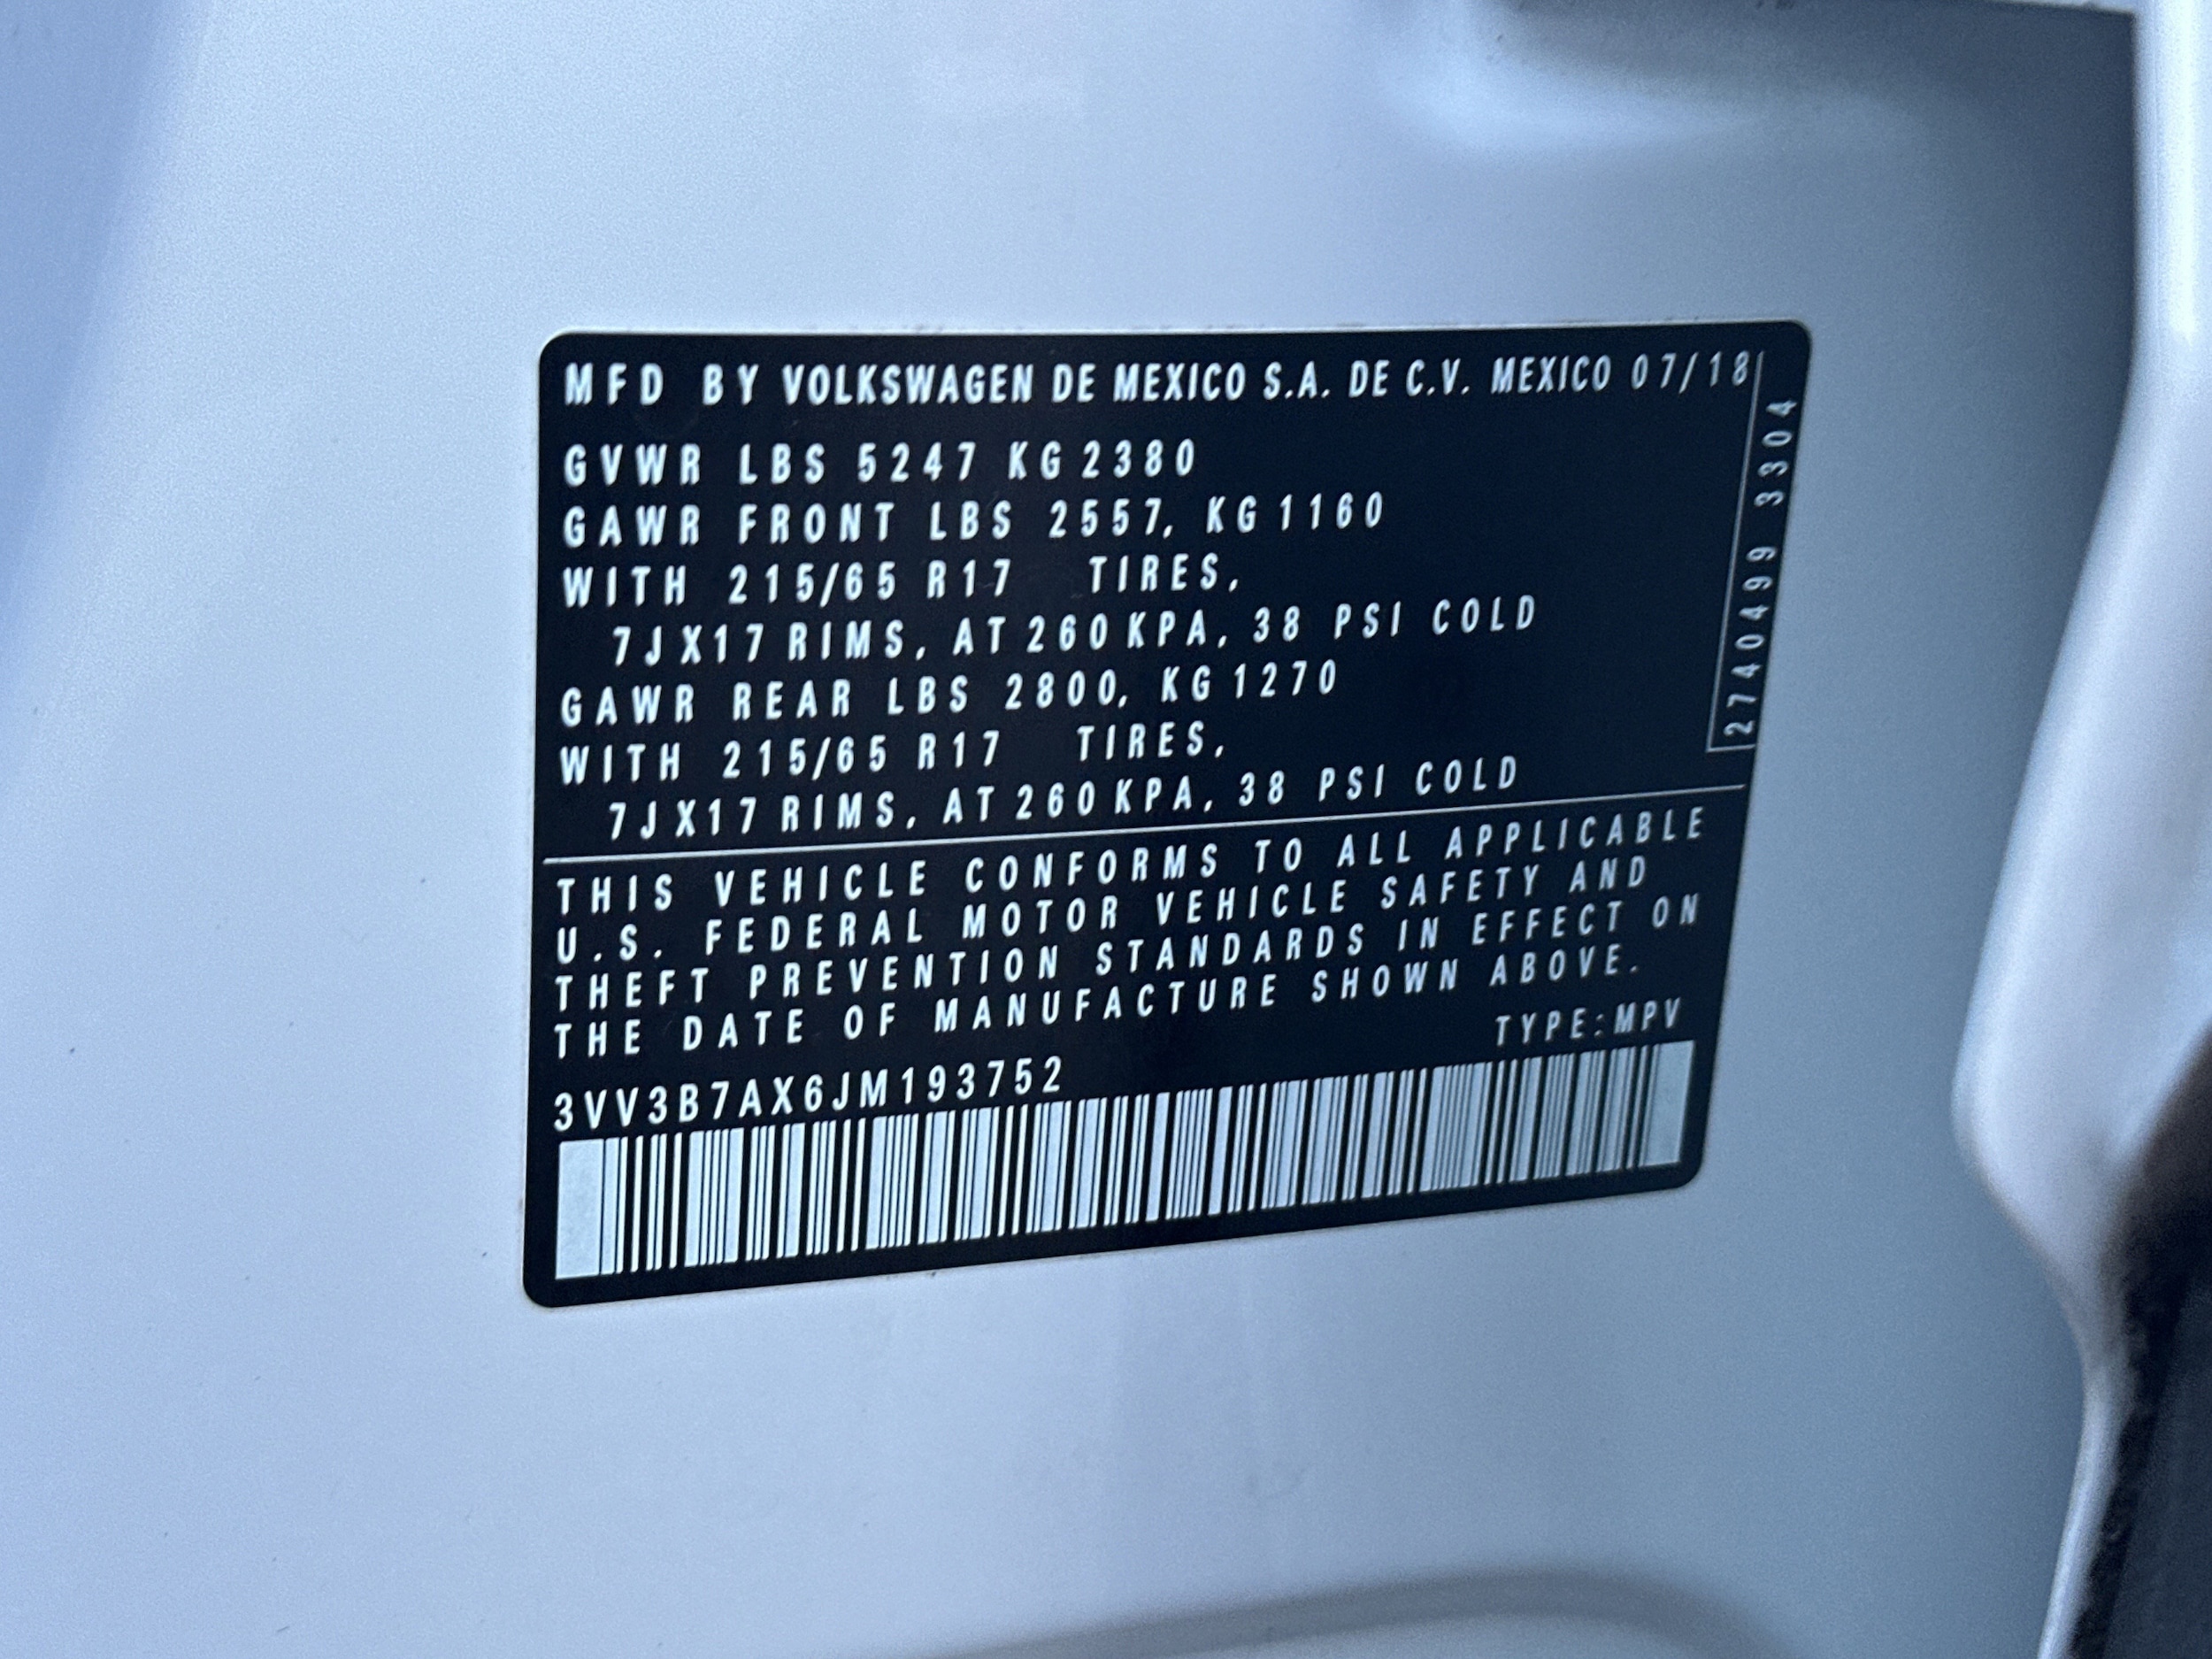 MFD BY VOLKSWAGEN DE MEXICO S.A. DE C.V. MEXICO 07/18
GVWR LBS 5247 KG 2380
GAWR FRONT LBS 2557, KG 1160
WITH 215/65 R17 TIRES,
7J X17 RIMS, AT 260 KPA, 38 PSI COLD
GAWR REAR LBS 2800, KG 1270
WITH 215/65 R17 TIRES,
7J X17 RIMS, AT 260 KPA, 38 PSI COLD
2740499 3304
THIS VEHICLE CONFORMS TO ALL APPLICABLE
U.S. FEDERAL MOTOR VEHICLE SAFETY AND
THEFT PREVENTION STANDARDS IN EFFECT ON
THE DATE OF MANUFACTURE SHOWN ABOVE.
TYPE:MPV
3VV3B7AX6JM193752